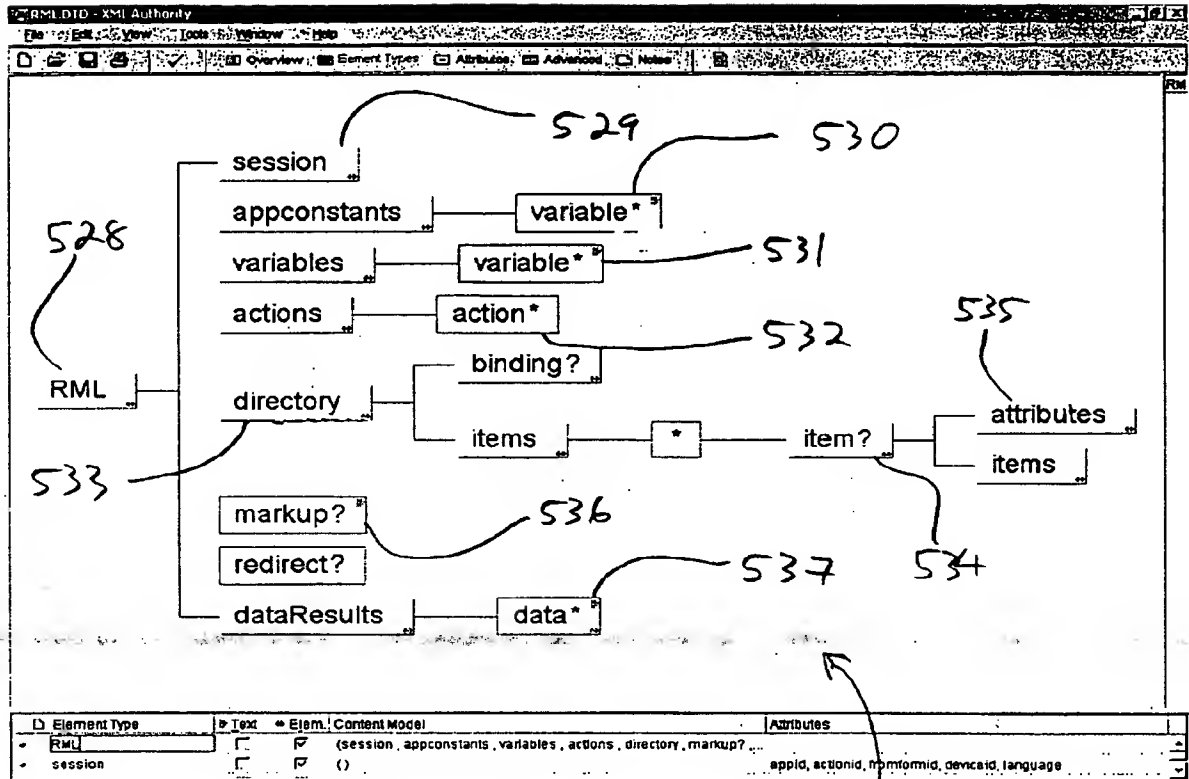 RML.DTD - XML Authority
File Edit View Tools Window Help
Overview Element Types Attributes Advanced Notes
RM
529
530
session
appconstants variable*
528
variables variable*
531
actions action*
535
532
binding?
RML
directory
attributes
items * item?
items
533
markup?
536
redirect?
537
534
dataResults data*
Element Type Text Elem. Content Model Attributes
RML (session , appconstants , variables , actions , directory , markup? ...
session () appid, actionid, fromformid, deviceid, language